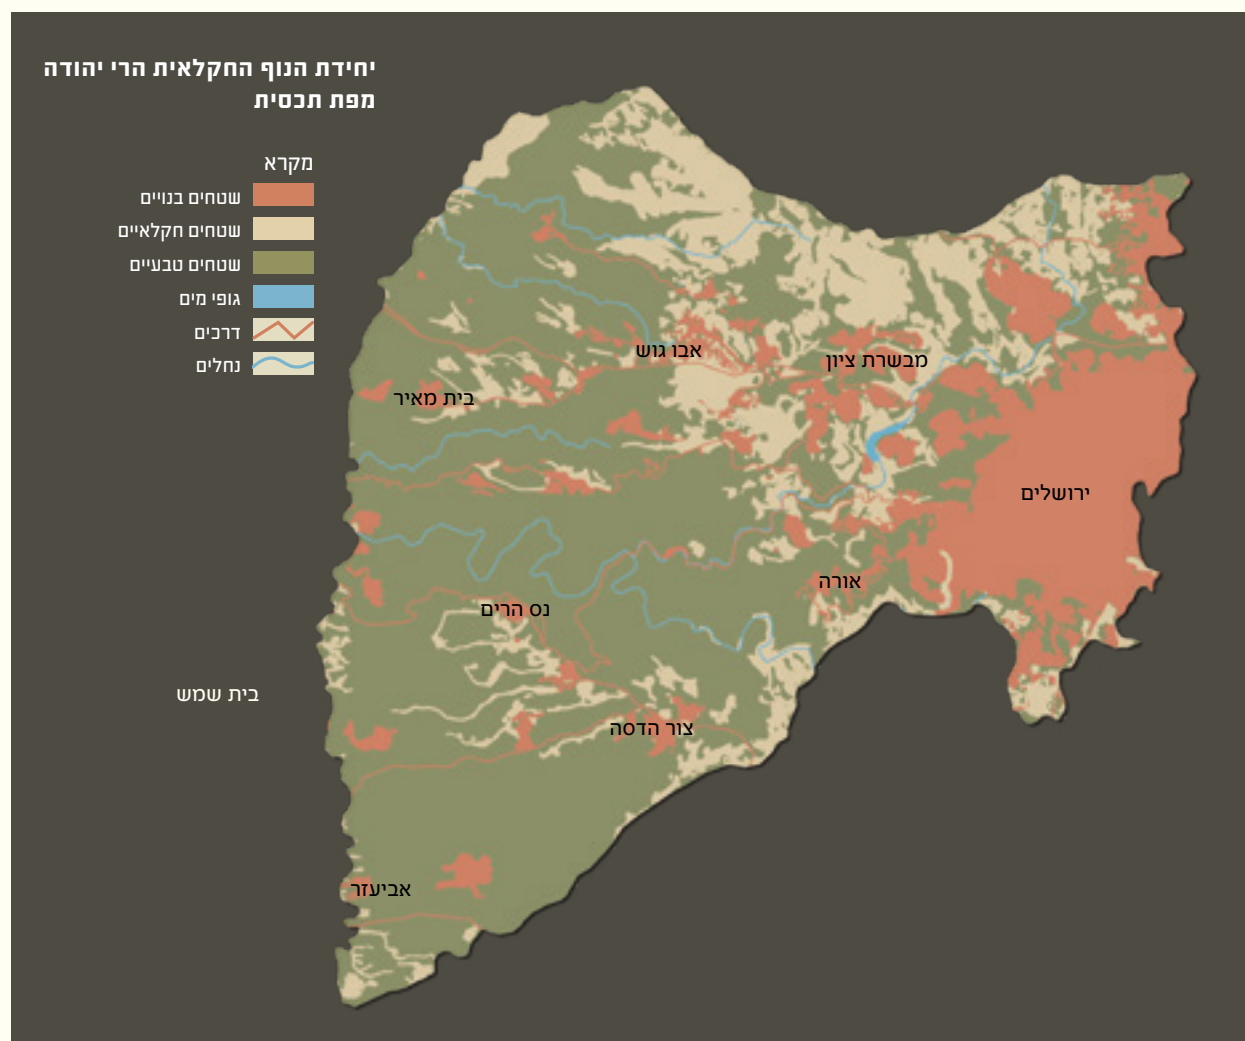 יחידת הנוף החקלאית הרי יהודה
מפת תכסית
מקרא
שטחים בנויים
שטחים חקלאיים
שטחים טבעיים
גופי מים
דרכים
נחלים
אבו גוש
מבשרת ציון
בית מאיר
ירושלים
אורה
נס הרים
בית שמש
צור הדסה
אביעזר